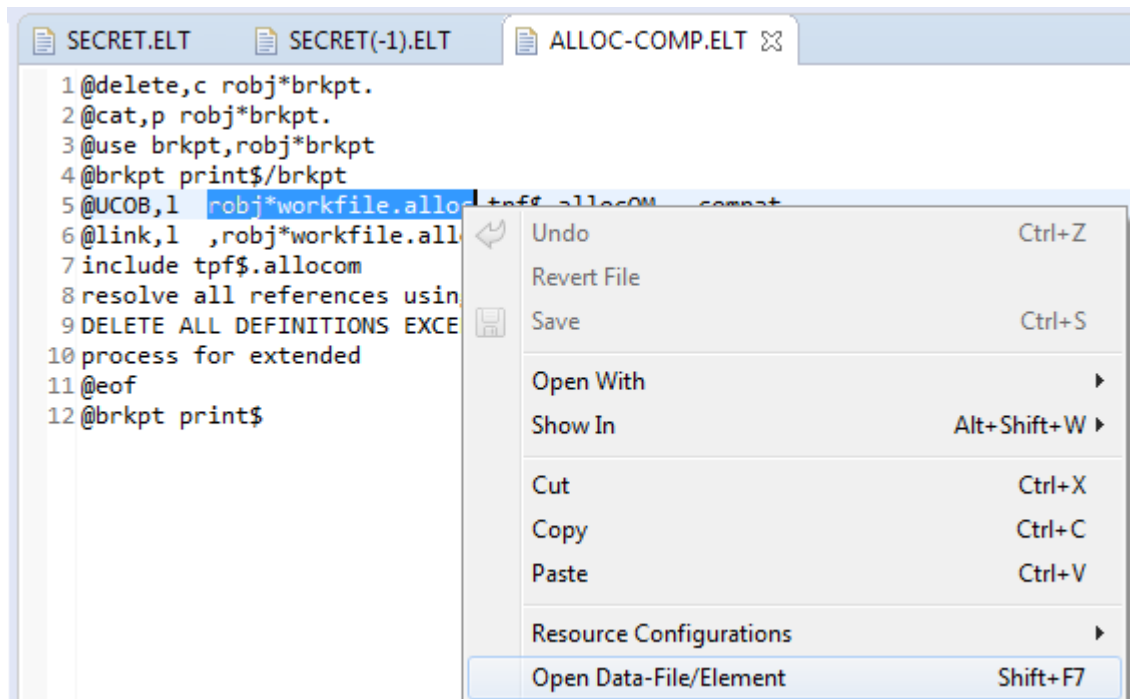 SECRET.ELT SECRET(-1).ELT ALLOC-COMP.ELT
1 @delete,c robj*brkpt.
2 @cat,p robj*brkpt.
3 @use brkpt,robj*brkpt
4 @brkpt print$/brkpt
5 @UCOB,l robj*workfile.alloc,tpf$.allocOM,,,compat
6 @link,l ,robj*workfile.all
7 include tpf$.allocom
8 resolve all references usin
9 DELETE ALL DEFINITIONS EXCE
10 process for extended
11 @eof
12 @brkpt print$
Undo Ctrl+Z
Revert File
Save Ctrl+S
Open With
Show In Alt+Shift+W
Cut Ctrl+X
Copy Ctrl+C
Paste Ctrl+V
Resource Configurations
Open Data-File/Element Shift+F7